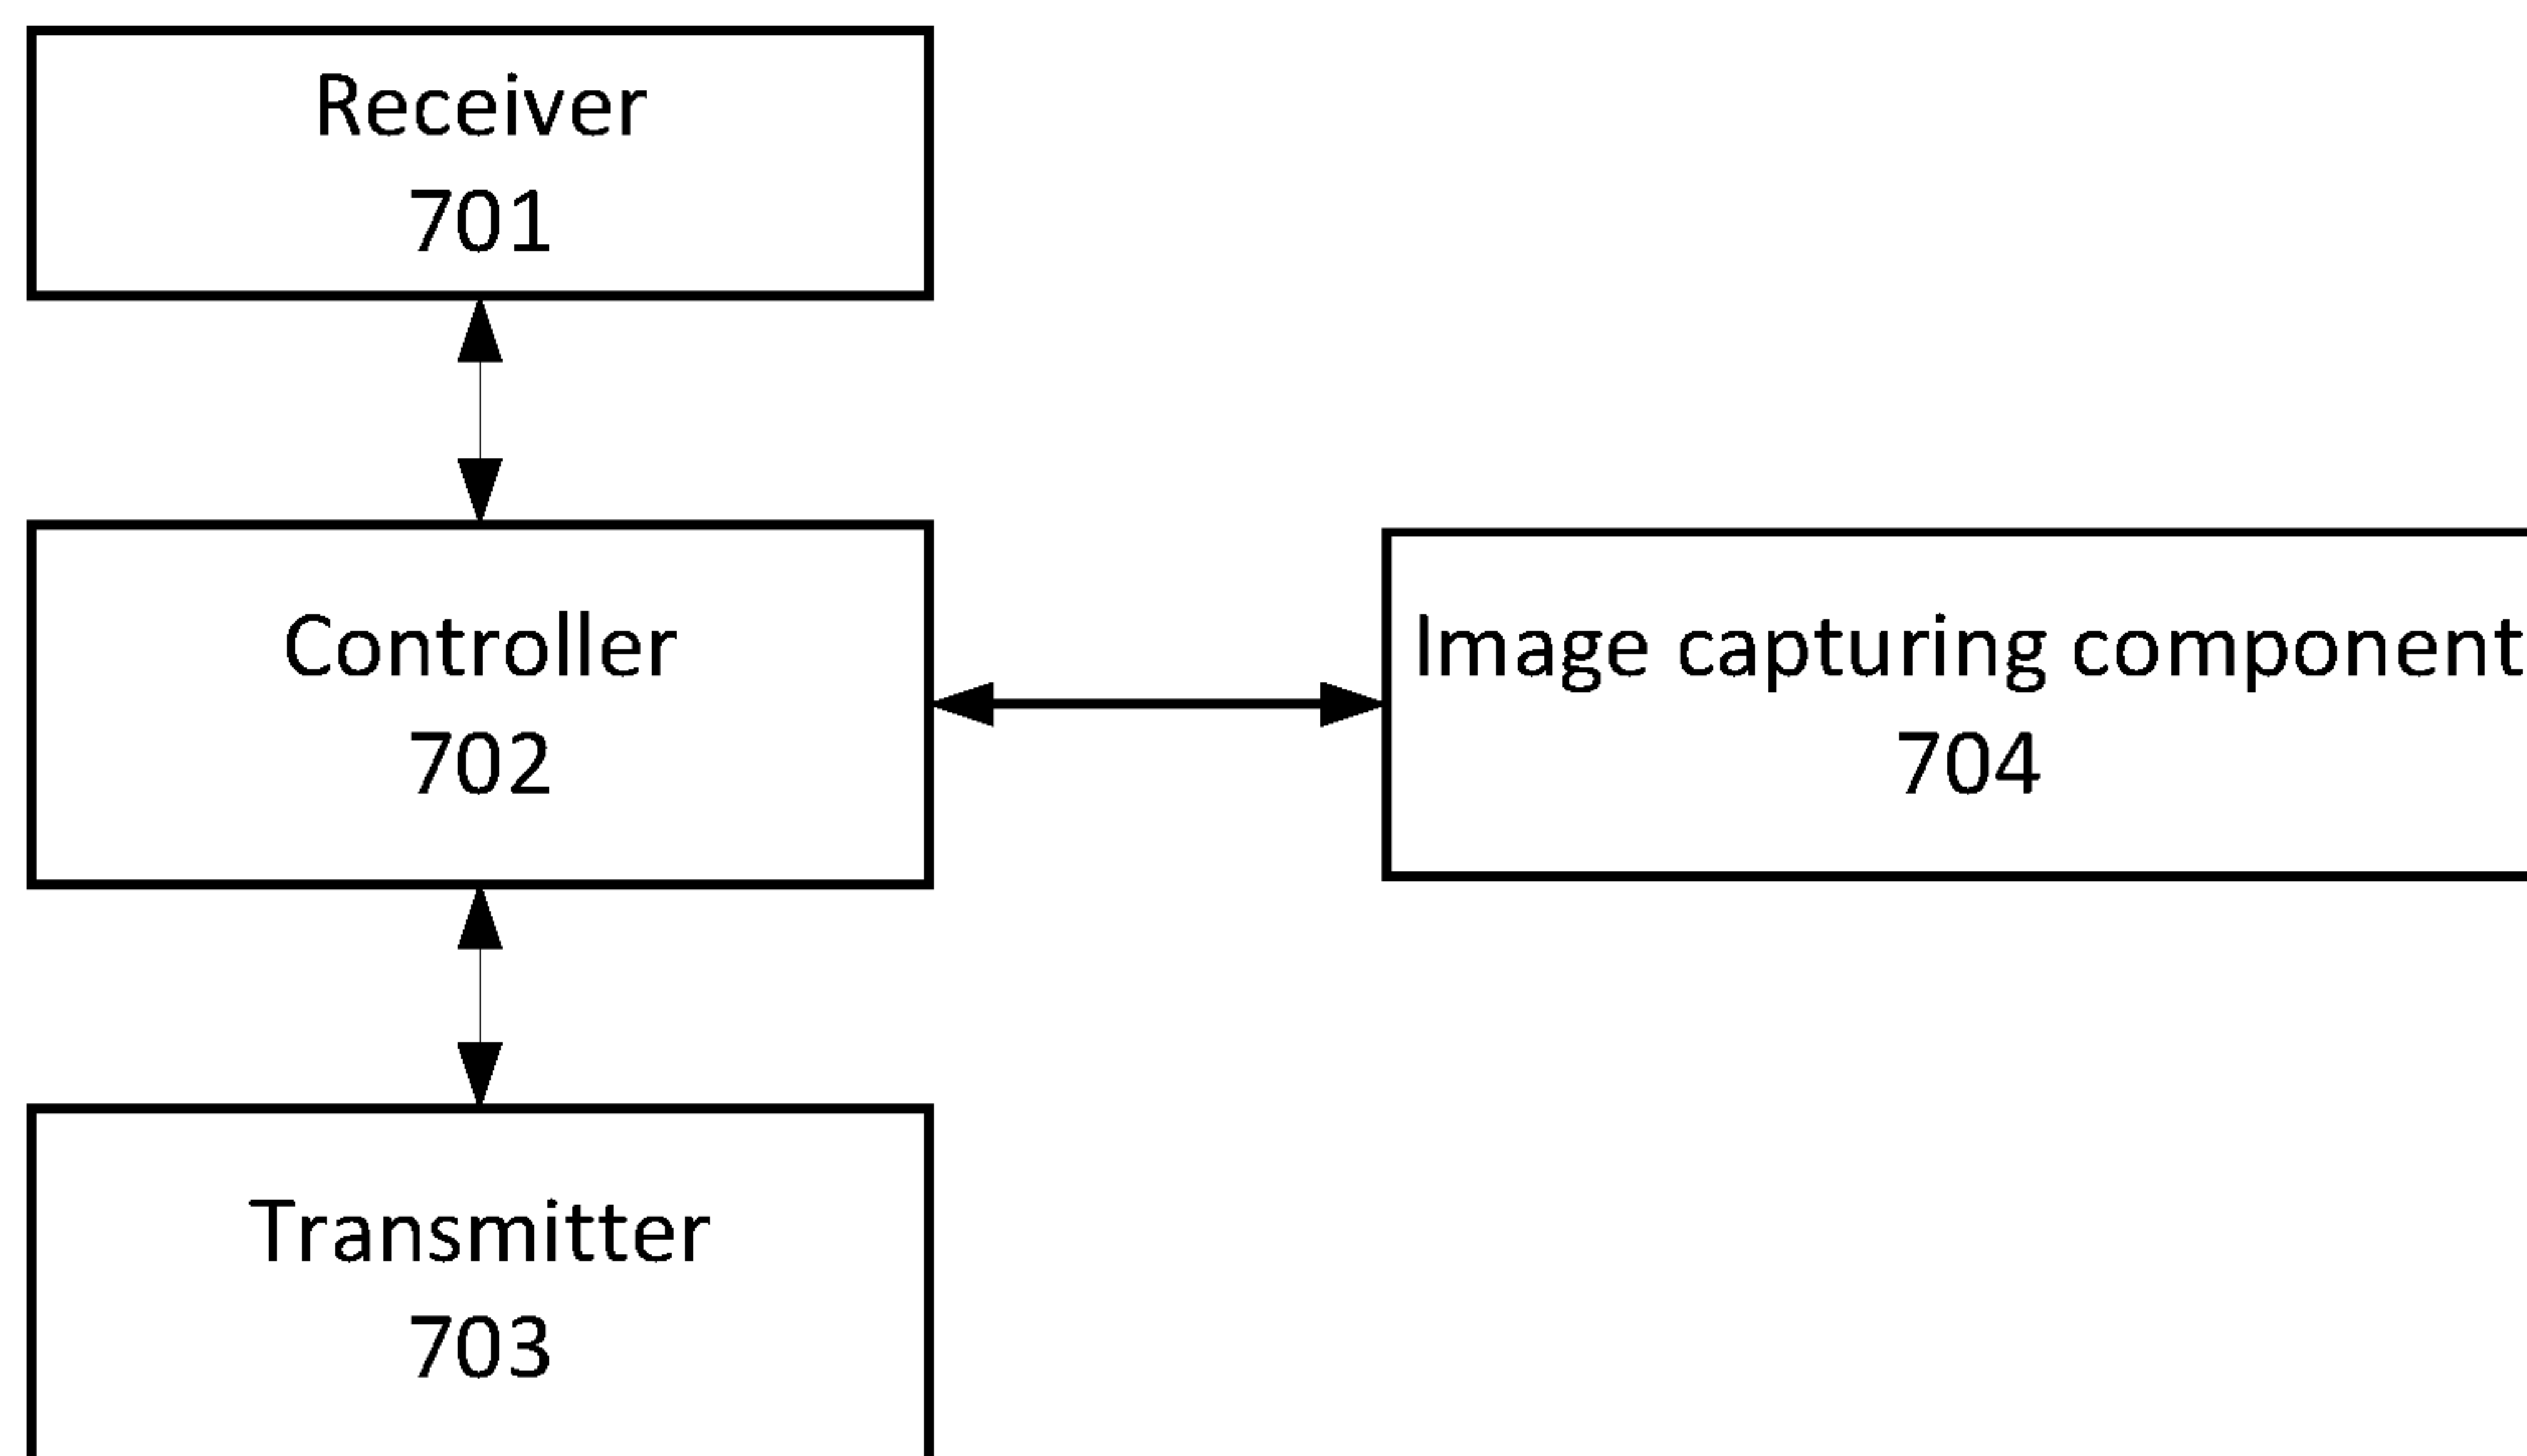 Receiver
701
Controller
702
Image capturing component
704
Transmitter
703